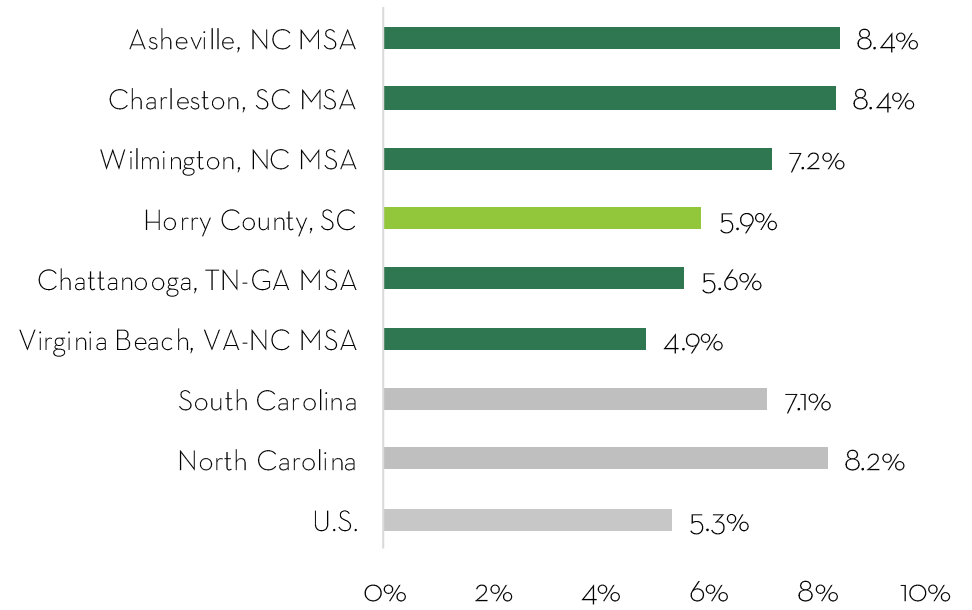 Asheville, NC MSA 8.4%
Charleston, SC MSA 8.4%
Wilmington, NC MSA 7.2%
Horry County, SC 5.9%
Chattanooga, TN-GA MSA 5.6%
Virginia Beach, VA-NC MSA 4.9%
South Carolina 7.1%
North Carolina 8.2%
U.S. 5.3%
0% 2% 4% 6% 8% 10%